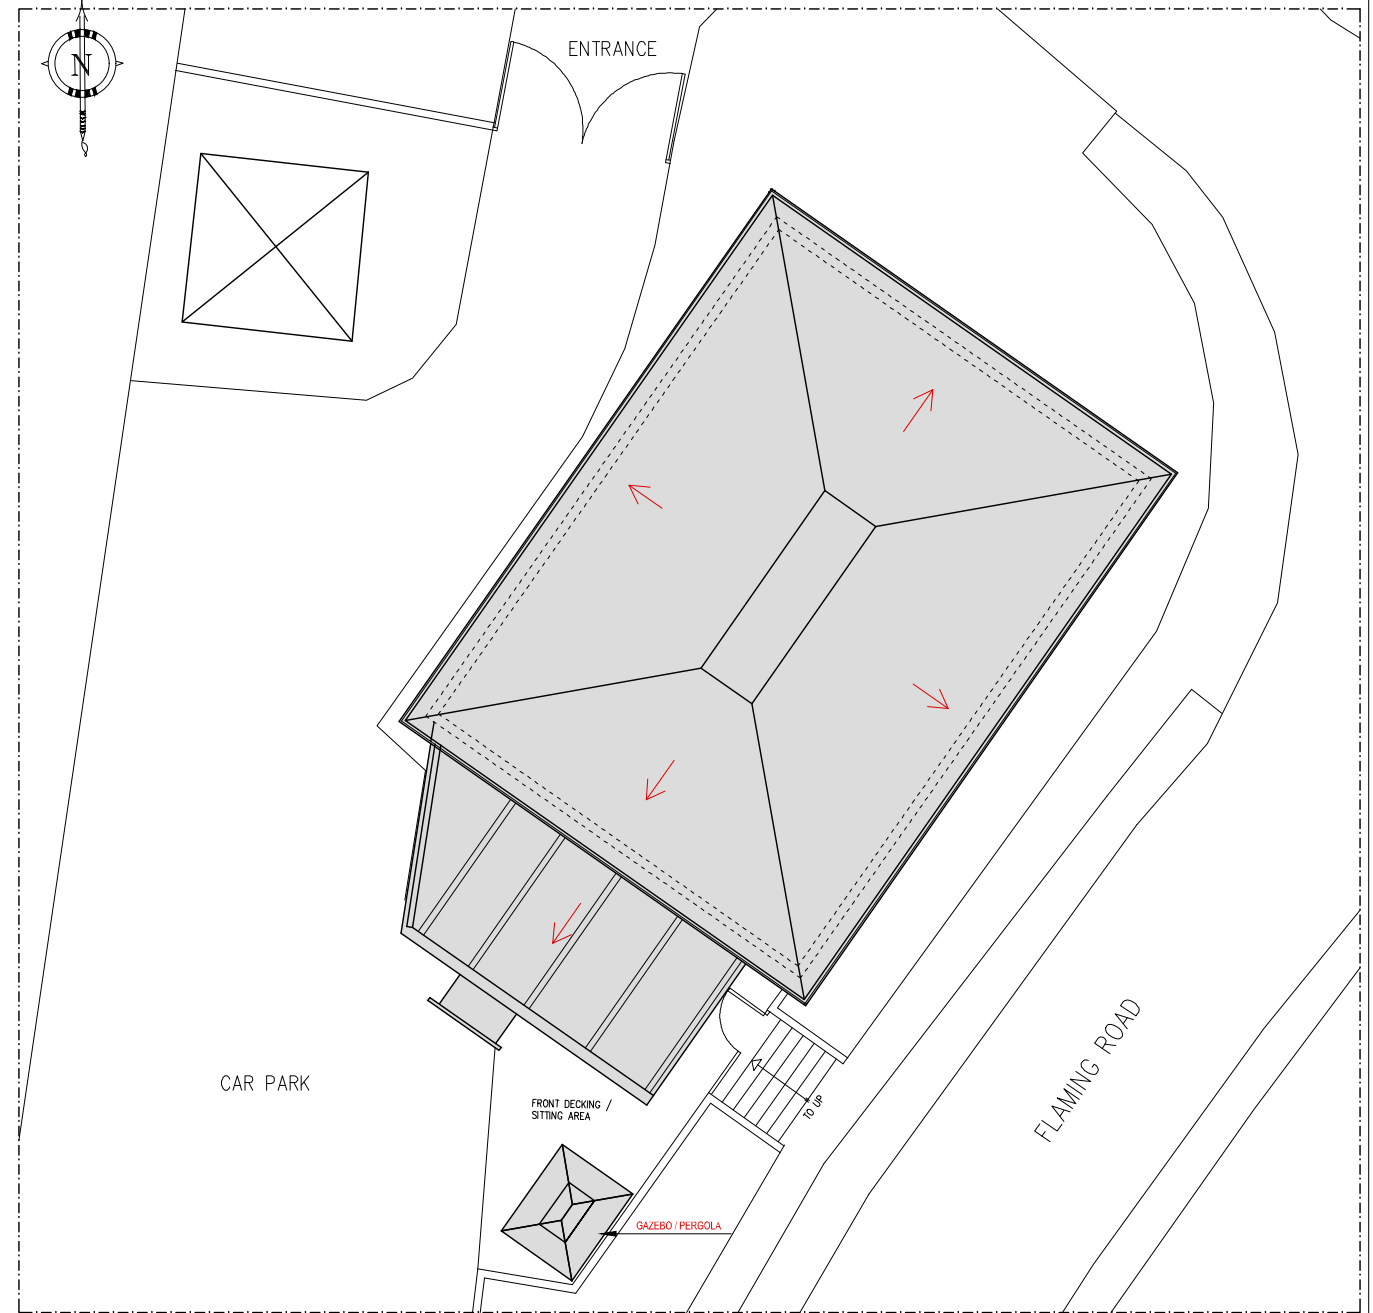 N
ENTRANCE
CAR PARK
FRONT DECKING /
SITTING AREA
TO UP
FLAMING ROAD
GAZEBO / PERGOLA